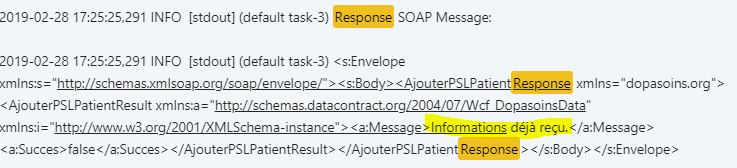 2019-02-28 17:25:25,291 INFO [stdout] (default task-3) Response SOAP Message:
2019-02-28 17:25:25,291 INFO [stdout] (default task-3) <s:Envelope
xmlns:s="http://schemas.xmlsoap.org/soap/envelope/"><s:Body><AjouterPSLPatientResponse xmlns="dopasoins.org">
<AjouterPSLPatientResult xmlns:a="http://schemas.datacontract.org/2004/07/Wcf_DopasoinsData"
xmlns:i="http://www.w3.org/2001/XMLSchema-instance"><a:Message>Informations déjà reçu.</a:Message>
<a:Succes>false</a:Succes></AjouterPSLPatientResult></AjouterPSLPatientResponse></s:Body></s:Envelope>